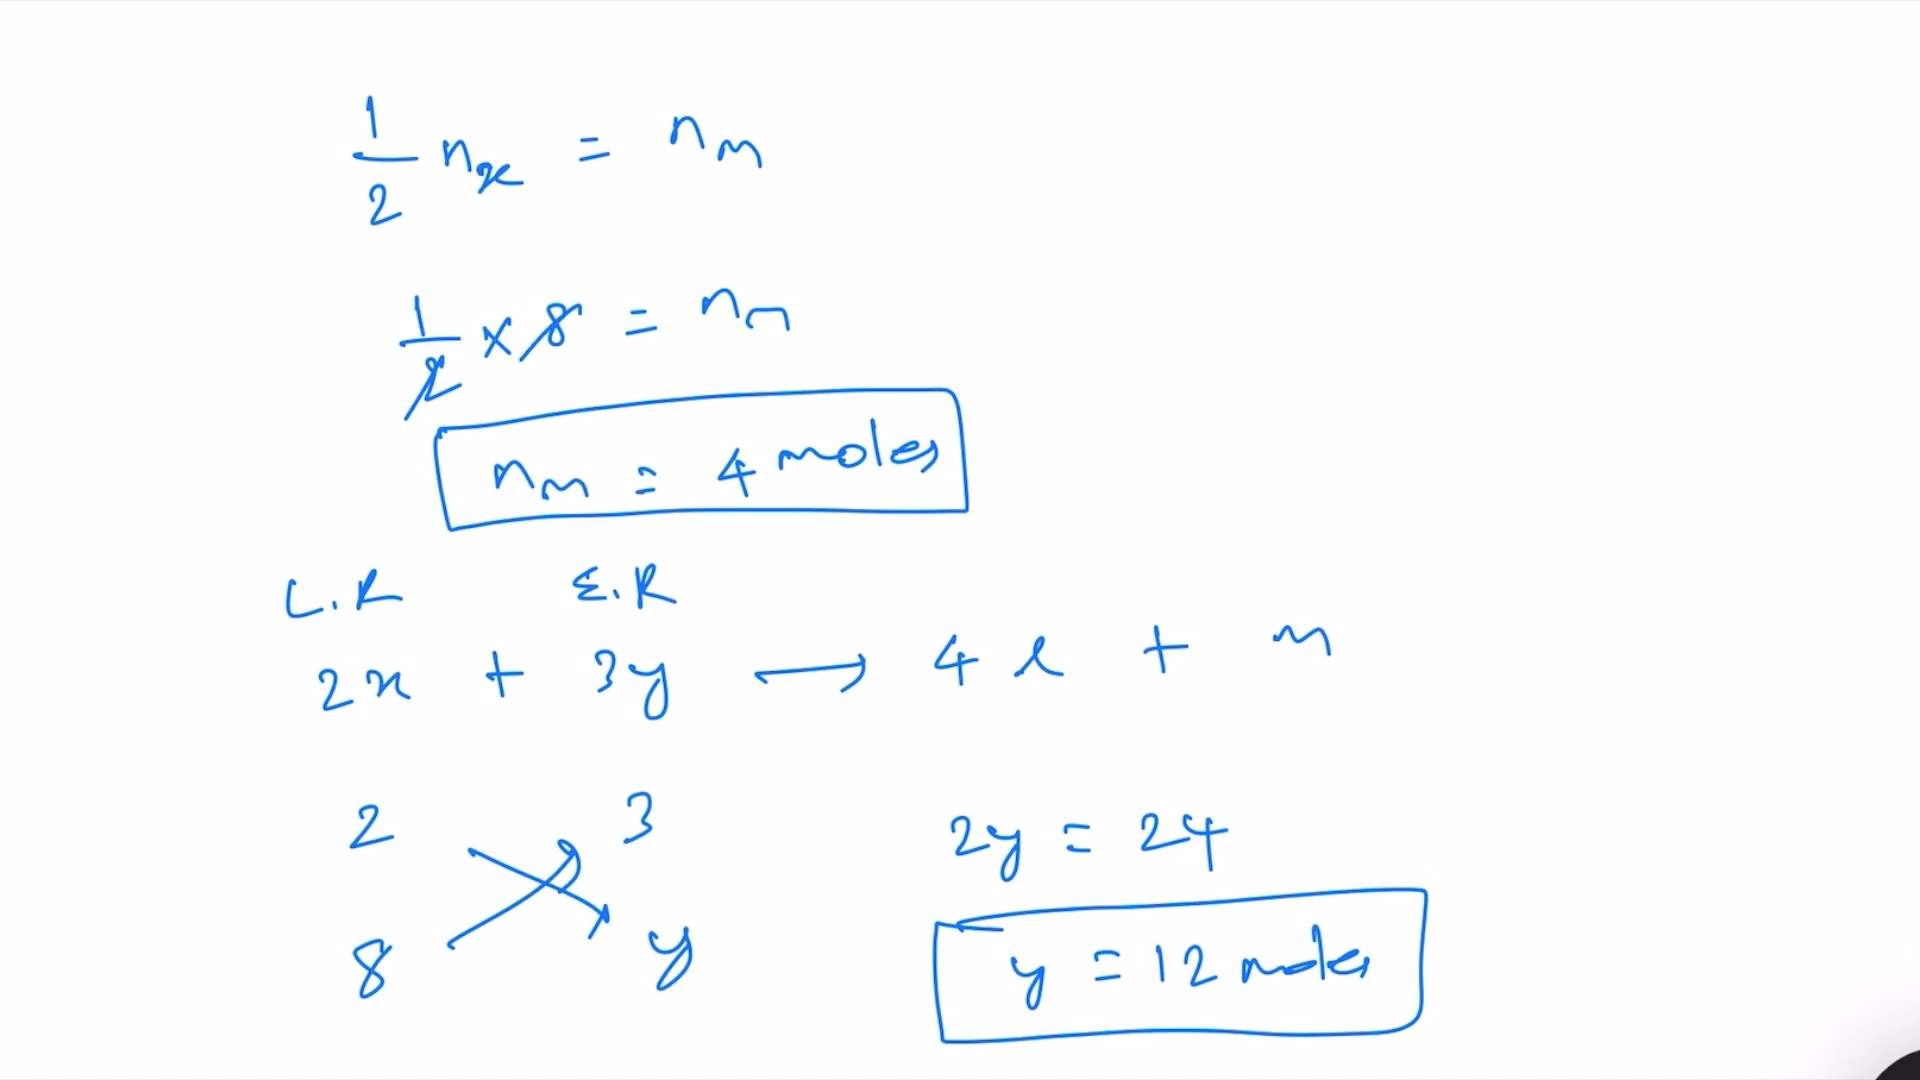 1/2 nx = nm
1/2 × 8 = nm
nm = 4 moles
L.R E.R
2x + 3y → 4l + m
2 3
2y = 24
8 y
y = 12 moles